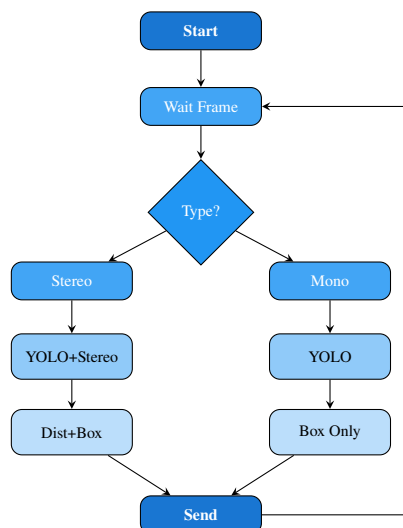 Start
Wait Frame
Type?
Stereo
Mono
YOLO+Stereo
YOLO
Dist+Box
Box Only
Send